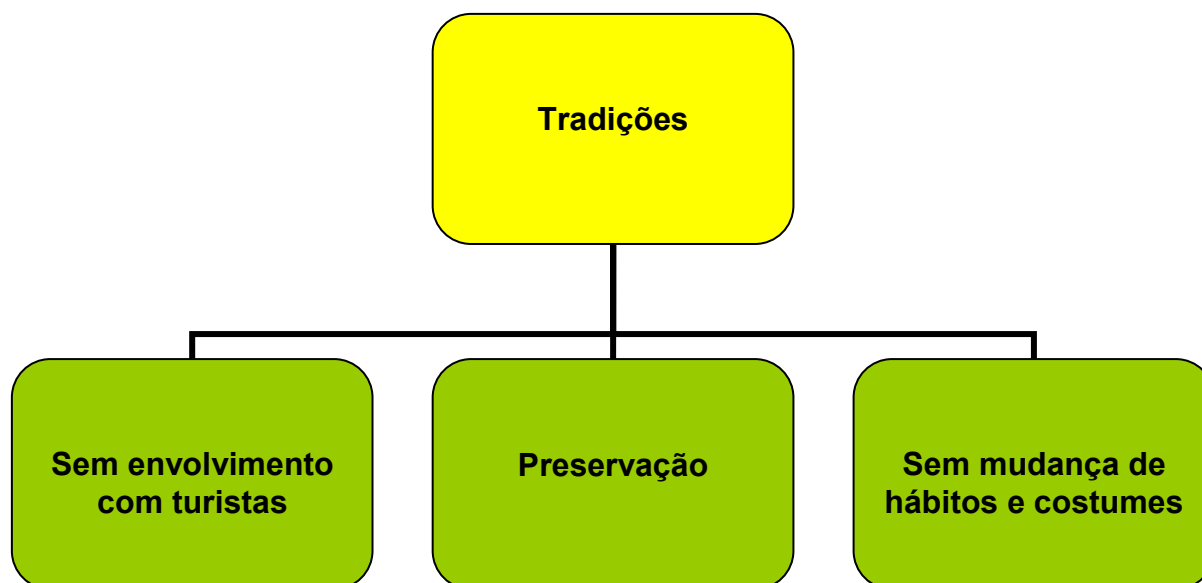 Tradições
Sem envolvimento
com turistas
Preservação
Sem mudança de
hábitos e costumes